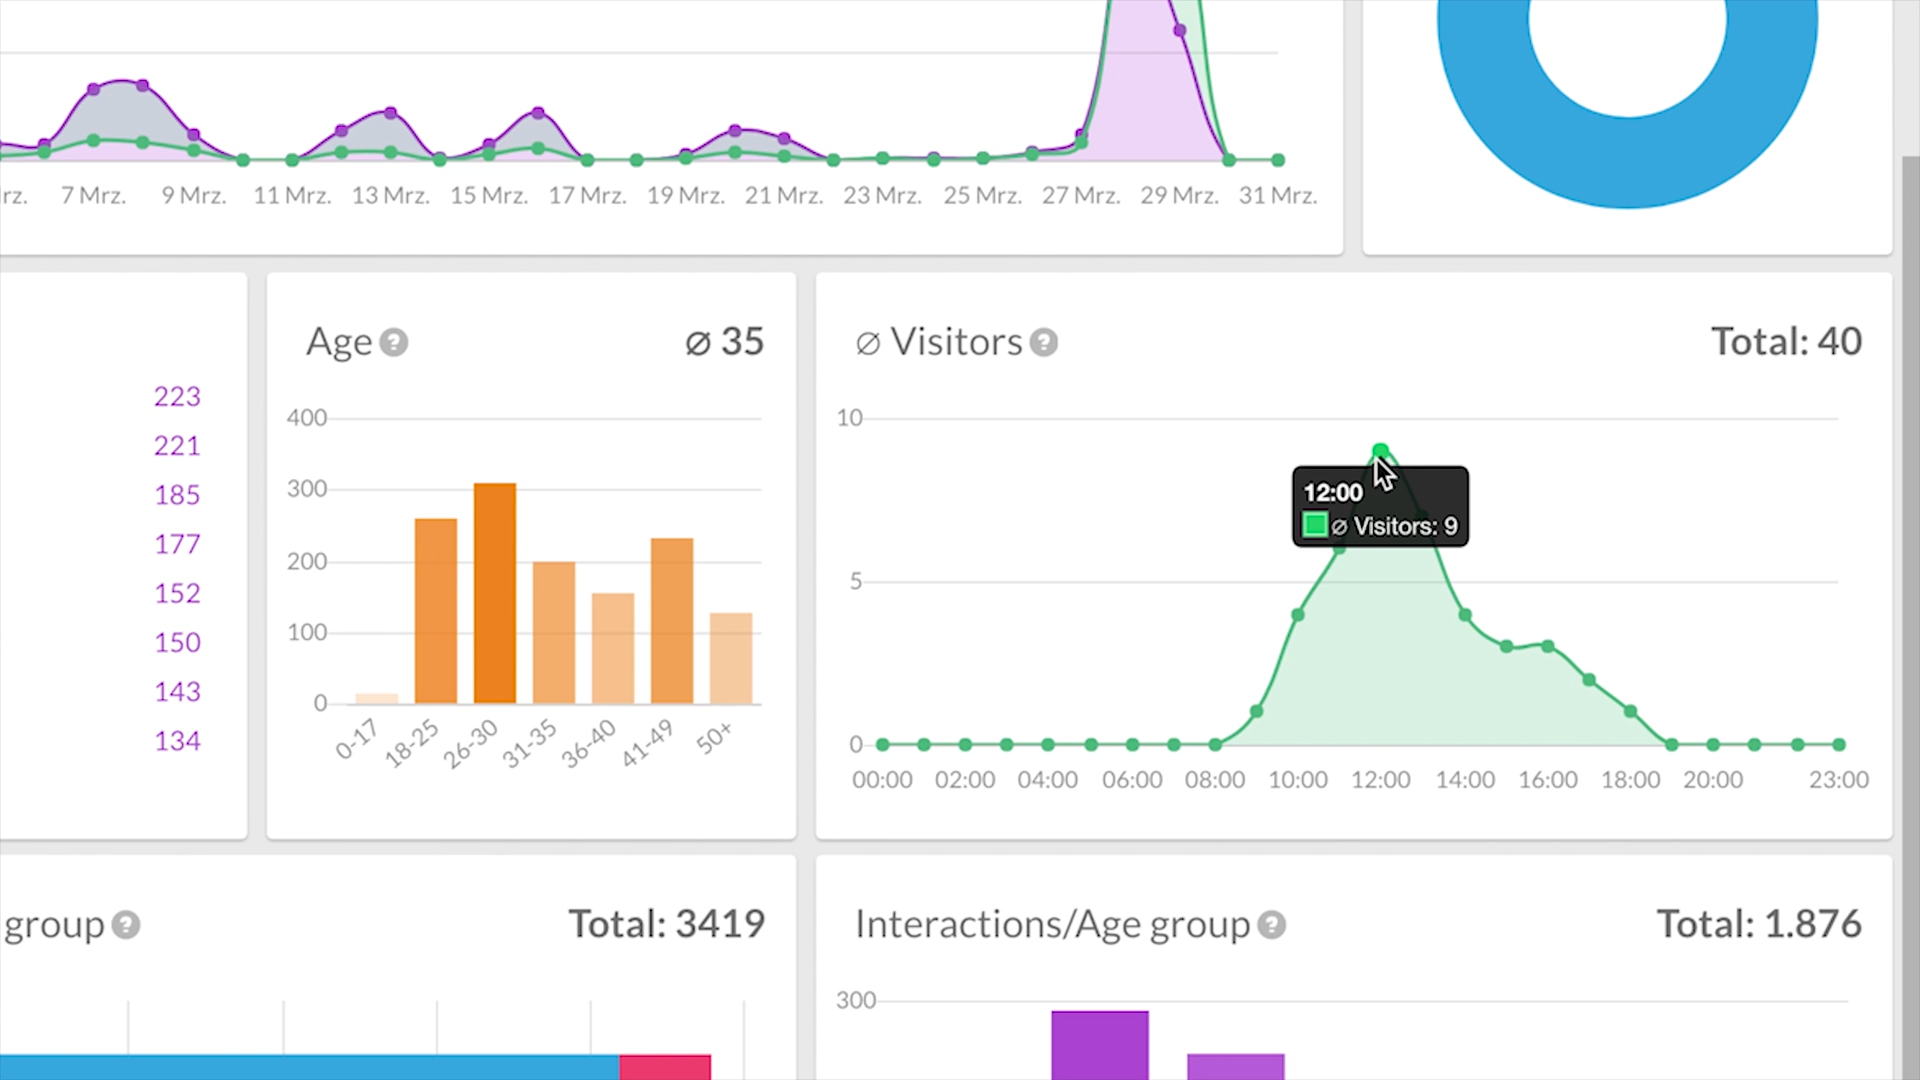 rz. 7 Mrz. 9 Mrz. 11 Mrz. 13 Mrz. 15 Mrz. 17 Mrz. 19 Mrz. 21 Mrz. 23 Mrz. 25 Mrz. 27 Mrz. 29 Mrz. 31 Mrz.
223
221
185
177
152
150
143
134
Age ? ⌀ 35
400
300
200
100
0
0-17 18-25 26-30 31-35 36-40 41-49 50+
⌀ Visitors ? Total: 40
10
5
0
12:00
⌀ Visitors: 9
00:00 02:00 04:00 06:00 08:00 10:00 12:00 14:00 16:00 18:00 20:00 23:00
group ? Total: 3419
Interactions/Age group ? Total: 1.876
300